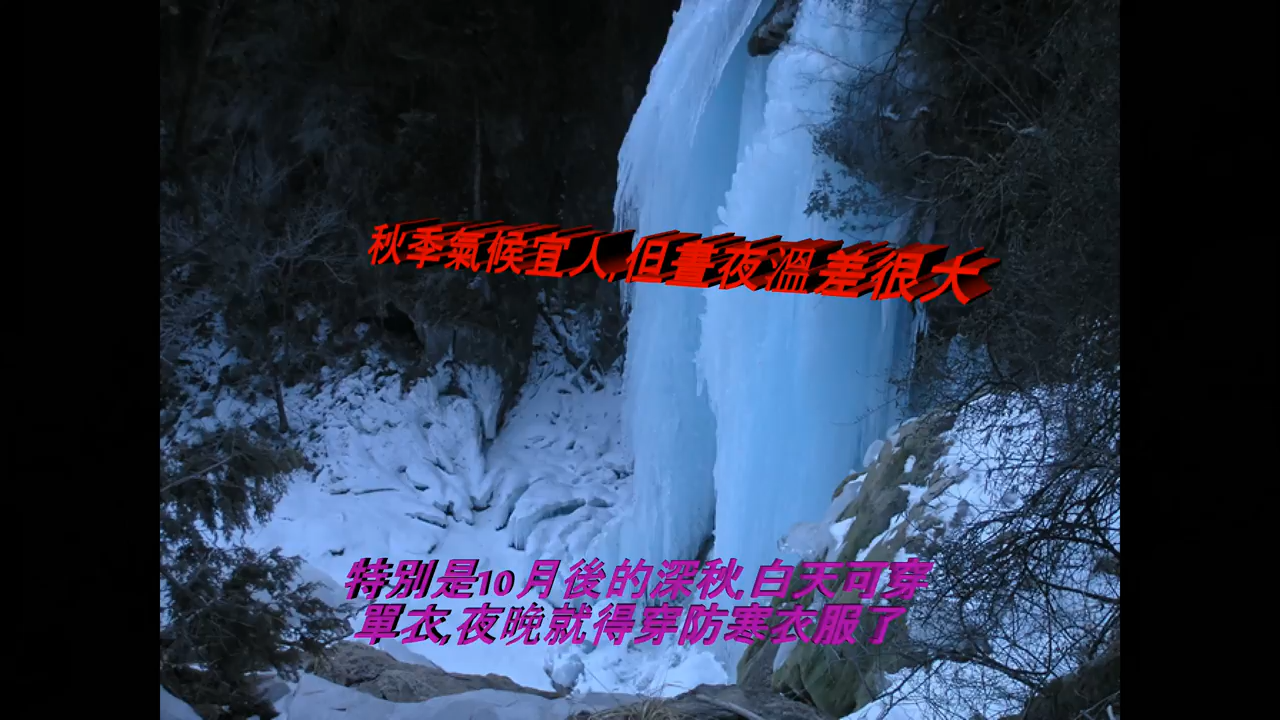 秋季氣候宜人,但晝夜溫差很大
特別是10月後的深秋,白天可穿
單衣,夜晚就得穿防寒衣服了